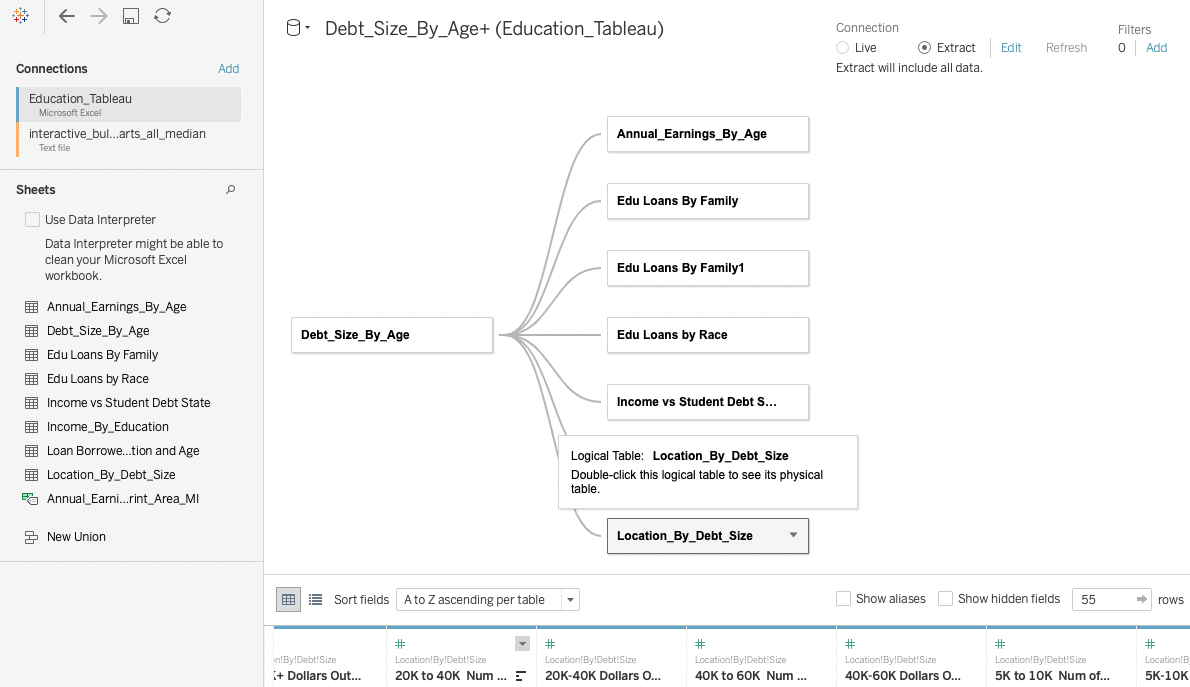 Debt_Size_By_Age+ (Education_Tableau)
Connection
Live
Extract
Edit
Refresh
Filters
0
Add
Extract will include all data.
Connections
Add
Education_Tableau
Microsoft Excel
interactive_bul...arts_all_median
Text file
Sheets
Use Data Interpreter
Data Interpreter might be able to
clean your Microsoft Excel
workbook.
Annual_Earnings_By_Age
Debt_Size_By_Age
Edu Loans By Family
Edu Loans by Race
Income vs Student Debt State
Income_By_Education
Loan Borrowe...tion and Age
Location_By_Debt_Size
Annual_Earni...rint_Area_MI
New Union
Debt_Size_By_Age
Annual_Earnings_By_Age
Edu Loans By Family
Edu Loans By Family1
Edu Loans by Race
Income vs Student Debt S...
Logical Table: Location_By_Debt_Size
Double-click this logical table to see its physical
table.
Location_By_Debt_Size
Sort fields
A to Z ascending per table
Show aliases
Show hidden fields
55
rows
n!By!Debt!Size
K+ Dollars Out...
Location!By!Debt!Size
20K to 40K Num ...
Location!By!Debt!Size
20K-40K Dollars O...
Location!By!Debt!Size
40K to 60K Num ...
Location!By!Debt!Size
40K-60K Dollars O...
Location!By!Debt!Size
5K to 10K Num of...
Location!B
5K-10K